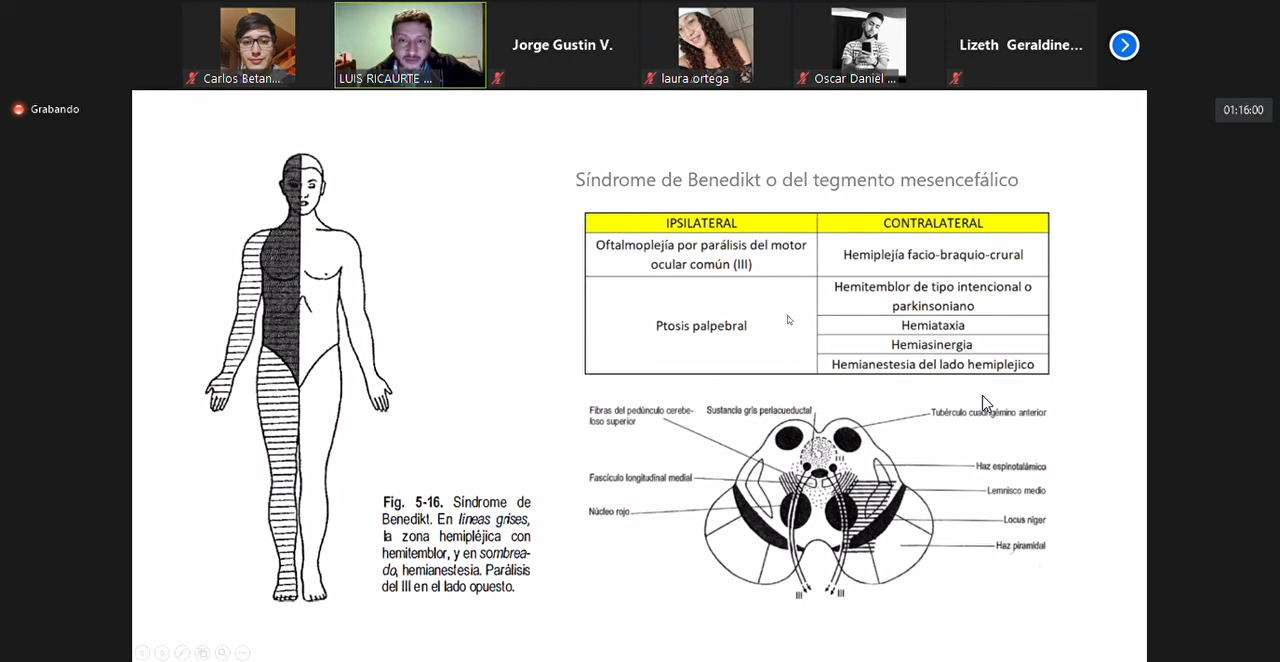 Carlos Betan...
LUIS RICAURTE ...
Jorge Gustin V.
laura ortega
Oscar Daniel ...
Lizeth Geraldine...
Grabando
01:16:00
Síndrome de Benedikt o del tegmento mesencefálico
IPSILATERAL
CONTRALATERAL
Oftalmoplejía por parálisis del motor
ocular común (III)
Hemiplejía facio-braquio-crural
Ptosis palpebral
Hemitemblor de tipo intencional o
parkinsoniano
Hemiataxia
Hemiasinergia
Hemianestesia del lado hemiplejico
Fibras del pedúnculo cerebe-
loso superior
Sustancia gris periacueductal
Tubérculo cuadrigémino anterior
III
Fascículo longitudinal medial
Haz espinotalámico
Lemnisco medio
Núcleo rojo
Locus níger
Haz piramidal
III
III
Fig. 5-16. Síndrome de
Benedikt. En líneas grises,
la zona hemipléjica con
hemitemblor, y en sombrea-
do, hemianestesia. Parálisis
del III en el lado opuesto.